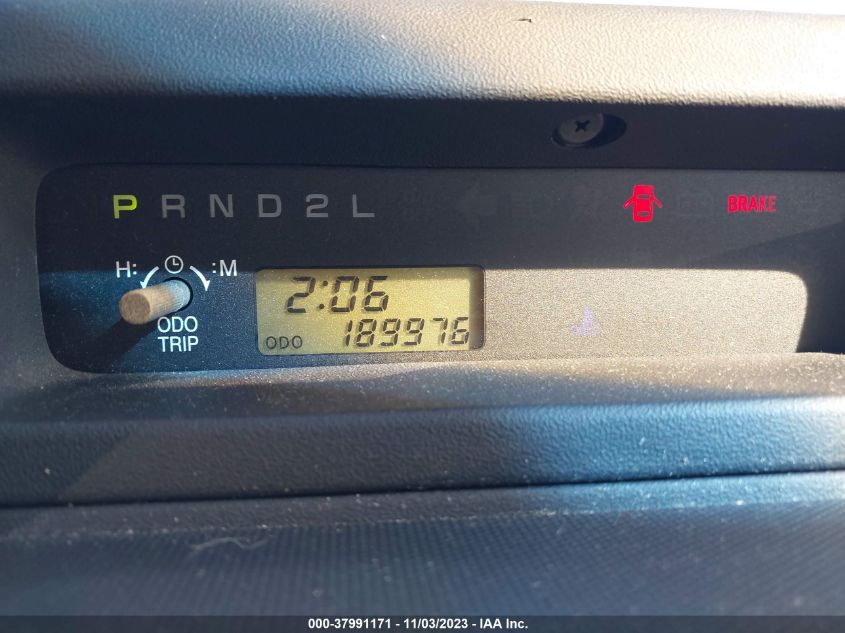 P R N D 2 L
BRAKE
H: :M
2:06
ODO
TRIP
ODO 189976
000-37991171 - 11/03/2023 - IAA Inc.